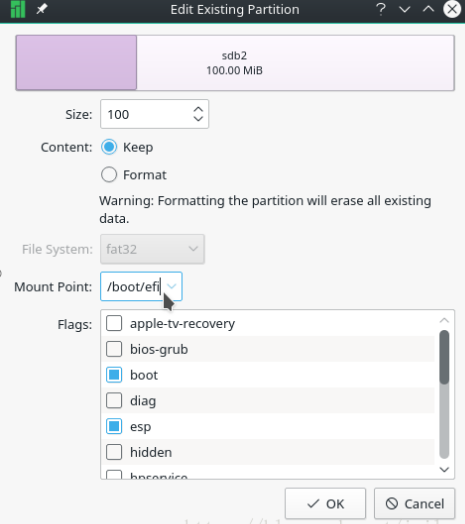 Edit Existing Partition
sdb2
100.00 MiB
Size: 100
Content: Keep
Format
Warning: Formatting the partition will erase all existing
data.
File System: fat32
Mount Point: /boot/efi
Flags: apple-tv-recovery
bios-grub
boot
diag
esp
hidden
hpservice
OK Cancel